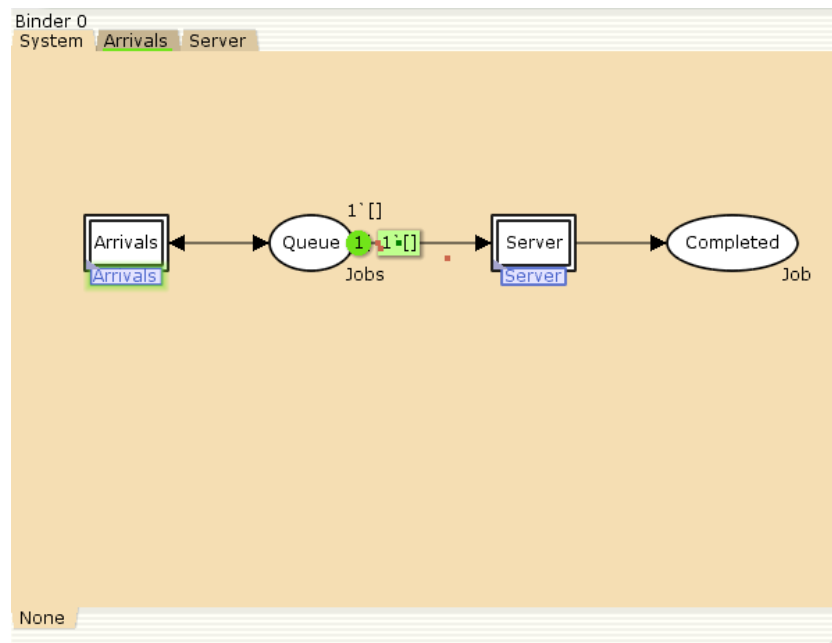 Binder 0
System Arrivals Server
1`[]
Arrivals Queue 1 1`[] Server Completed
Arrivals Jobs Server Job
None